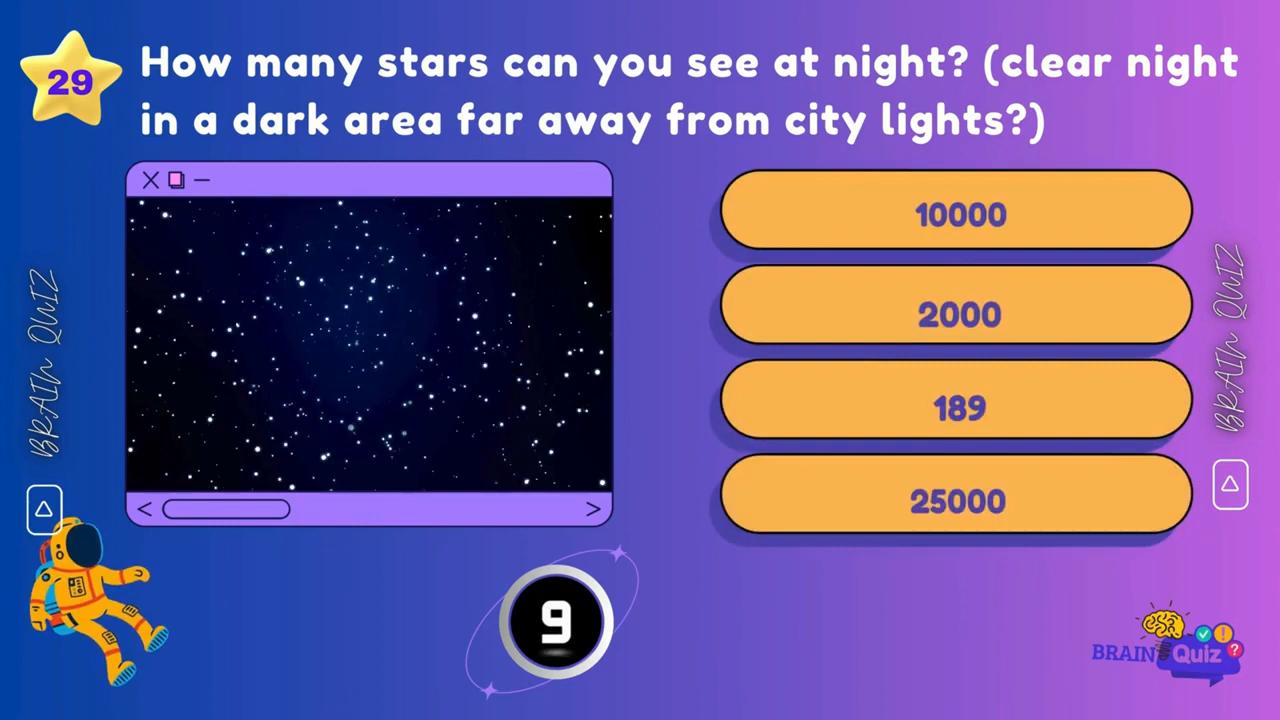 29
How many stars can you see at night? (clear night
in a dark area far away from city lights?)
10000
2000
189
25000
BRAIN QUIZ
BRAIN QUIZ
9
BRAIN Quiz